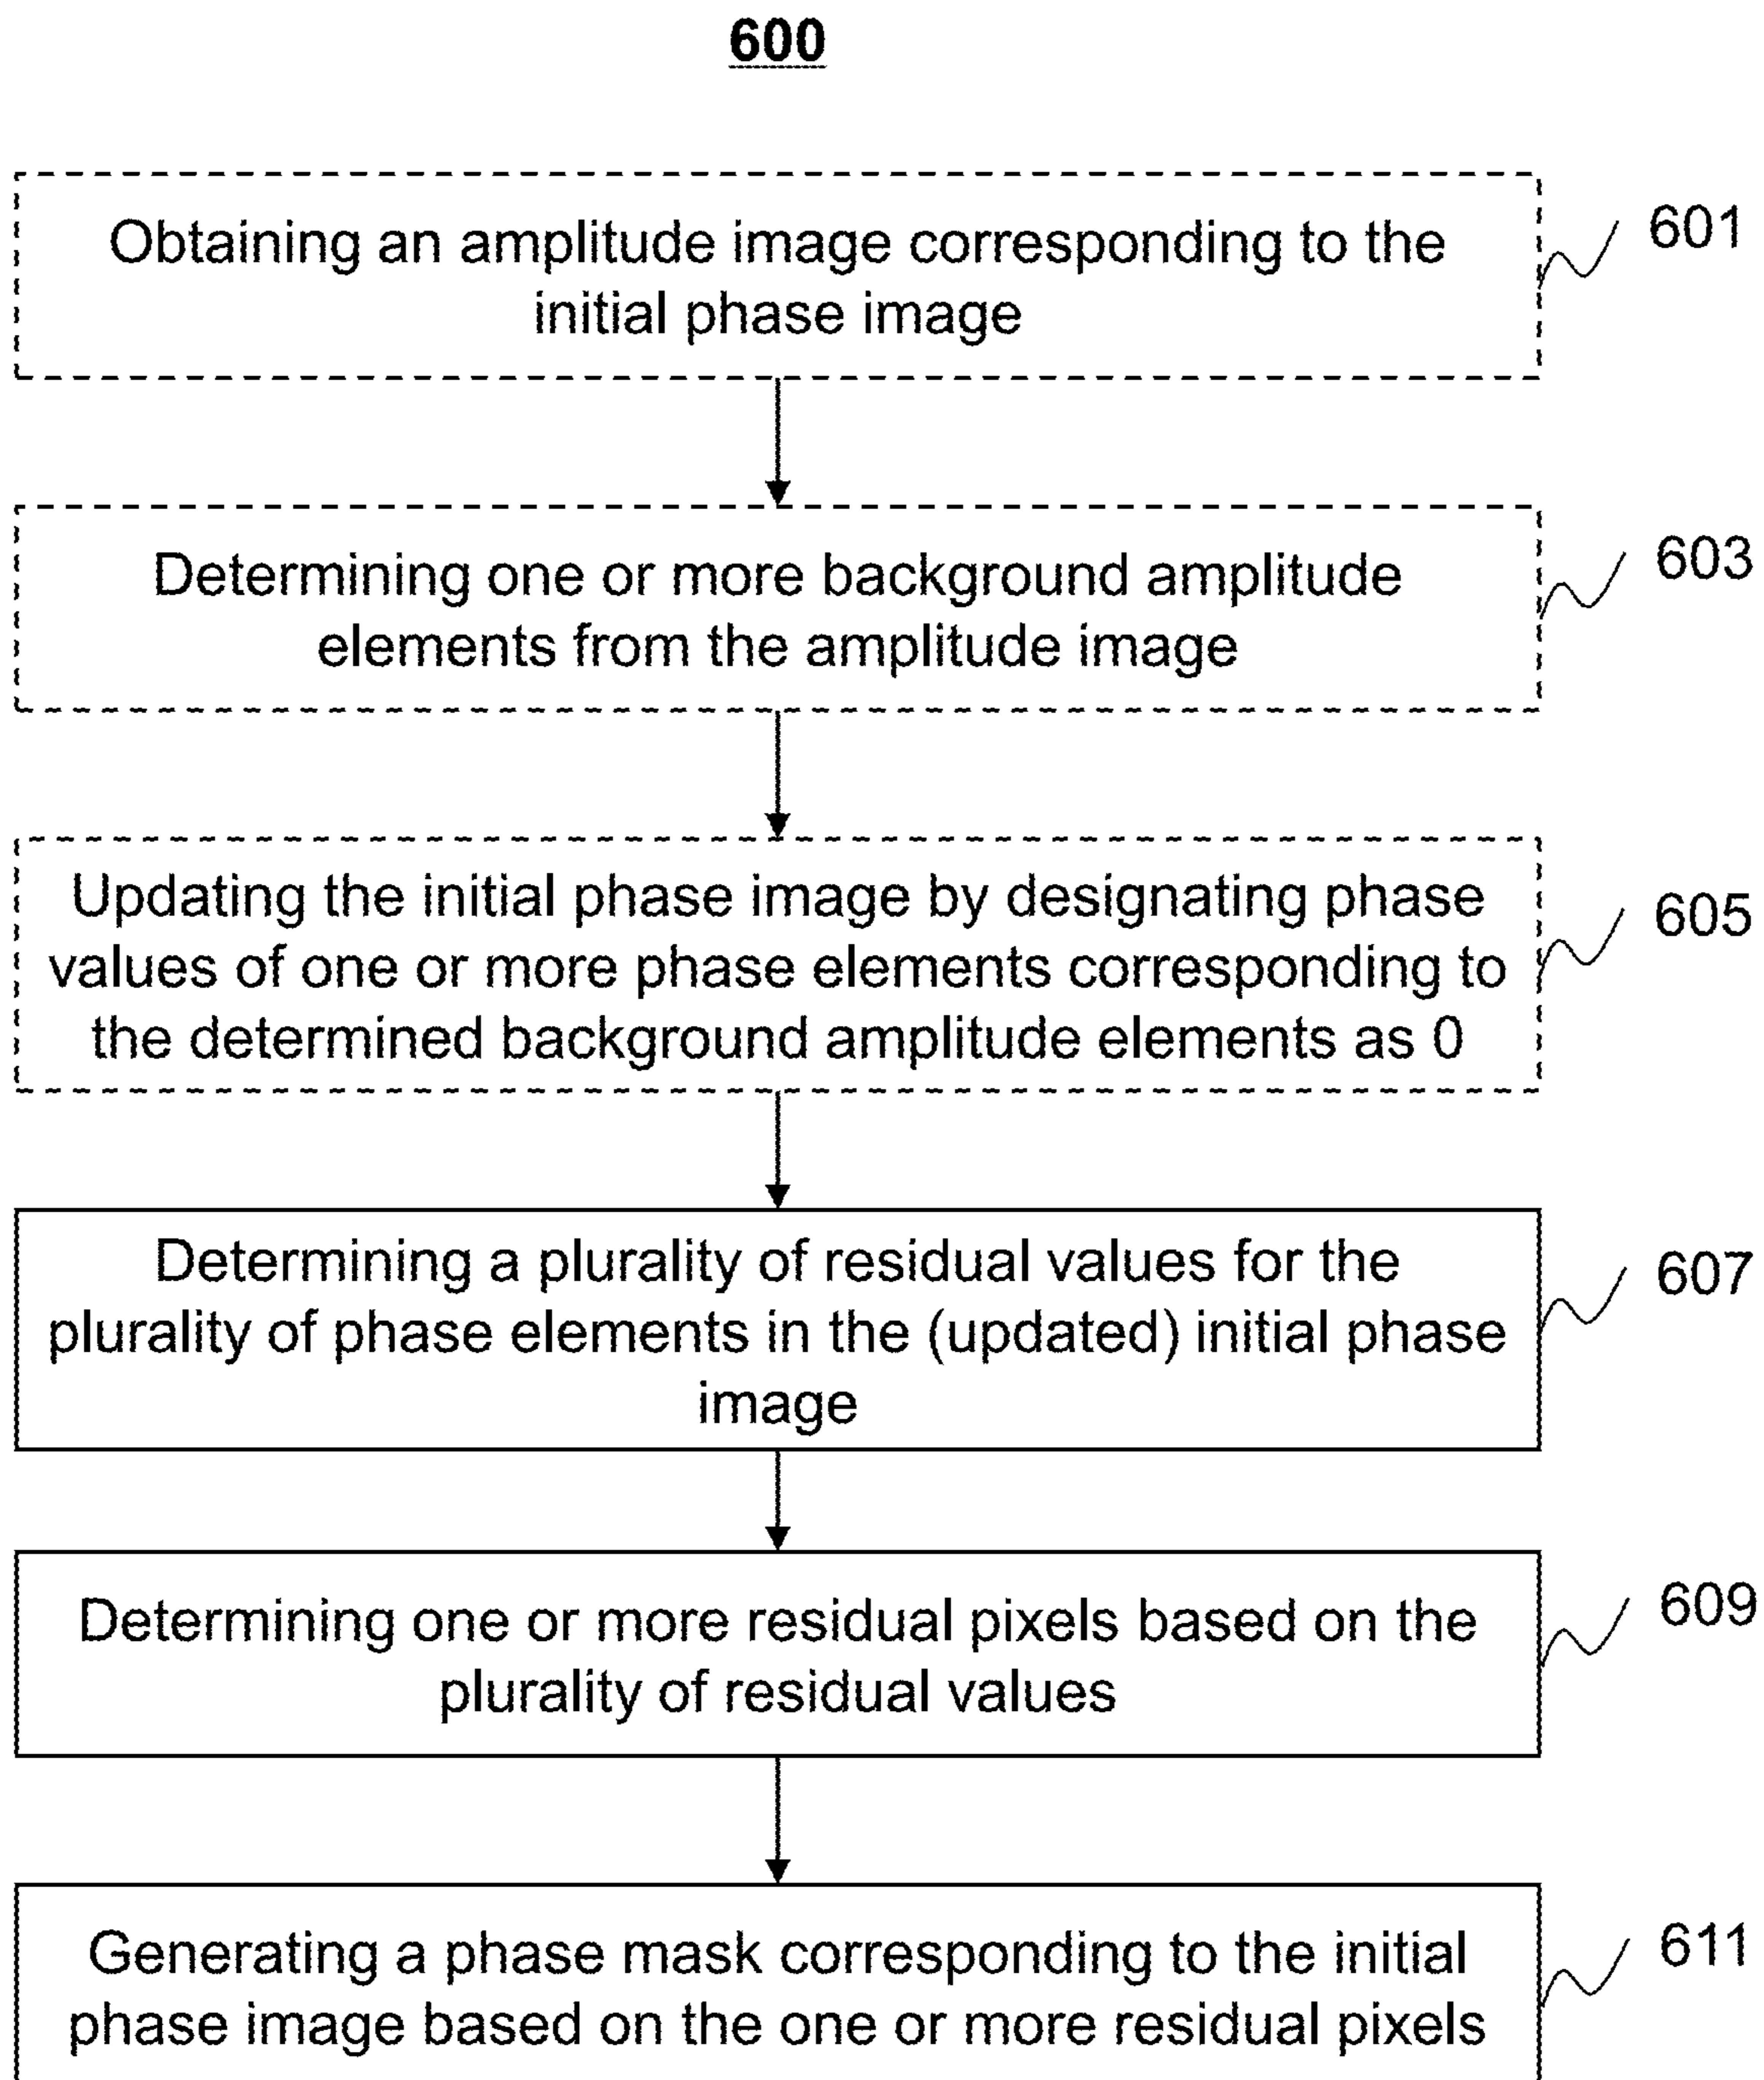 600
Obtaining an amplitude image corresponding to the
initial phase image
601
Determining one or more background amplitude
elements from the amplitude image
603
Updating the initial phase image by designating phase
values of one or more phase elements corresponding to
the determined background amplitude elements as 0
605
Determining a plurality of residual values for the
plurality of phase elements in the (updated) initial phase
image
607
Determining one or more residual pixels based on the
plurality of residual values
609
Generating a phase mask corresponding to the initial
phase image based on the one or more residual pixels
611